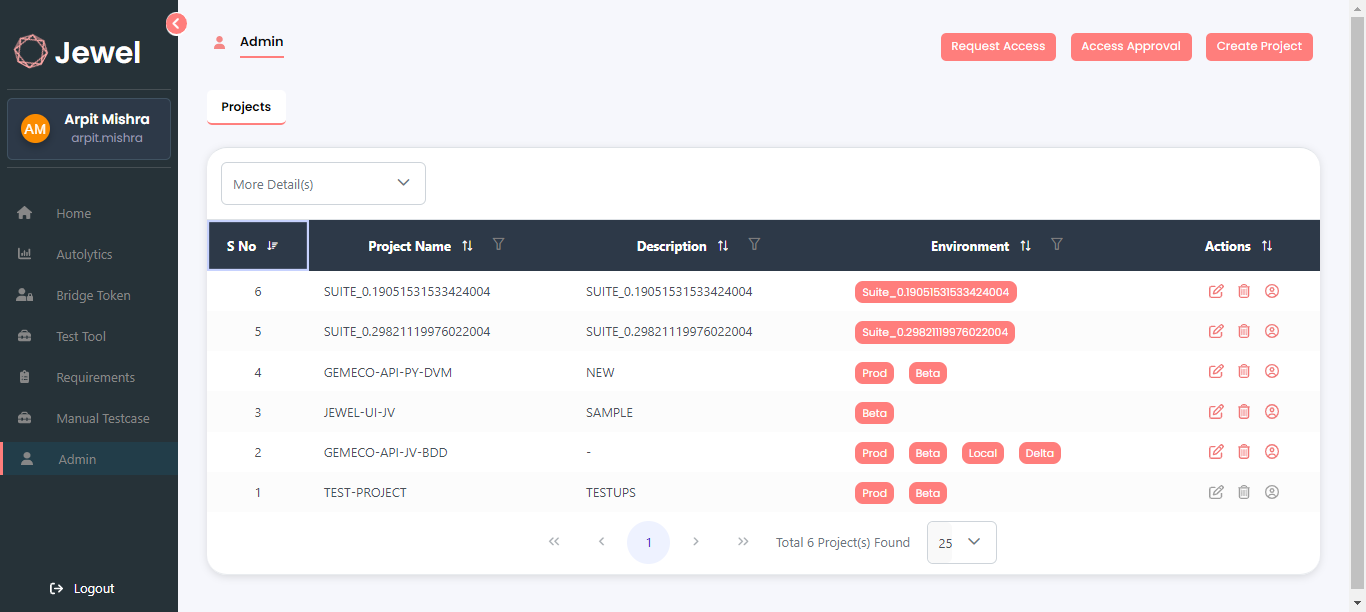 Jewel
AM
Arpit Mishra
arpit.mishra
Home
Autolytics
Bridge Token
Test Tool
Requirements
Manual Testcase
Admin
Logout
Admin
Request Access
Access Approval
Create Project
Projects
More Detail(s)
S No Project Name Description Environment Actions
6 SUITE_0.19051531533424004 SUITE_0.19051531533424004 Suite_0.19051531533424004
5 SUITE_0.29821119976022004 SUITE_0.29821119976022004 Suite_0.29821119976022004
4 GEMECO-API-PY-DVM NEW Prod Beta
3 JEWEL-UI-JV SAMPLE Beta
2 GEMECO-API-JV-BDD - Prod Beta Local Delta
1 TEST-PROJECT TESTUPS Prod Beta
1 Total 6 Project(s) Found 25